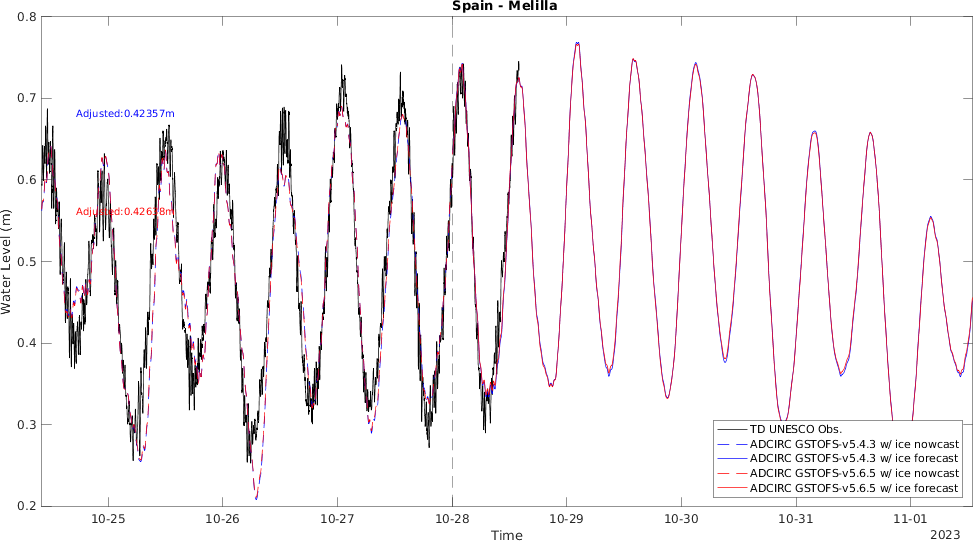 Spain - Melilla
0.8
0.7
0.6
0.5
0.4
0.3
0.2
Water Level (m)
Adjusted:0.42357m
Adjusted:0.42618m
TD UNESCO Obs.
ADCIRC GSTOFS-v5.4.3 w/ ice nowcast
ADCIRC GSTOFS-v5.4.3 w/ ice forecast
ADCIRC GSTOFS-v5.6.5 w/ ice nowcast
ADCIRC GSTOFS-v5.6.5 w/ ice forecast
10-25 10-26 10-27 10-28 10-29 10-30 10-31 11-01
Time
2023